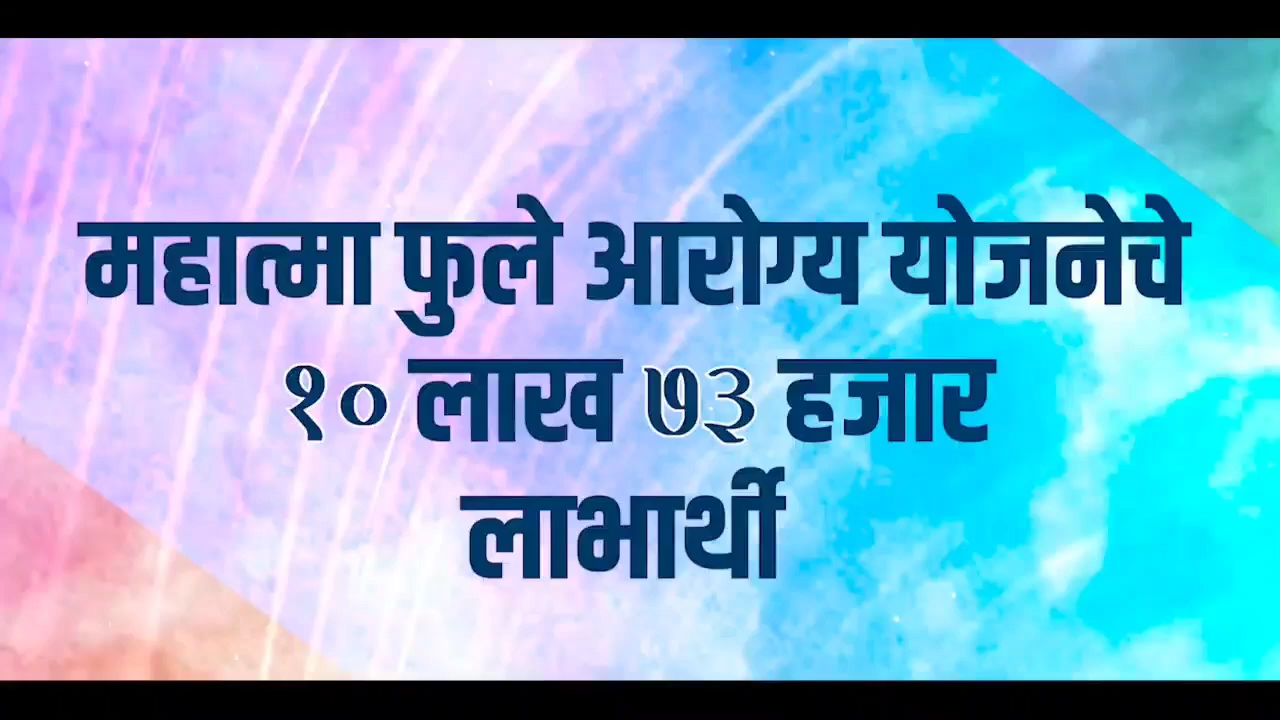 महात्मा फुले आरोग्य योजनेचे
१० लाख ७३ हजार
लाभार्थी